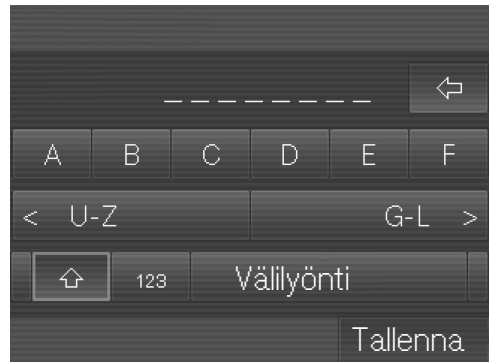 _ _ _ _ _ _ _ _ _
A B C D E F
< U-Z G-L >
123 Välilyönti
Tallenna